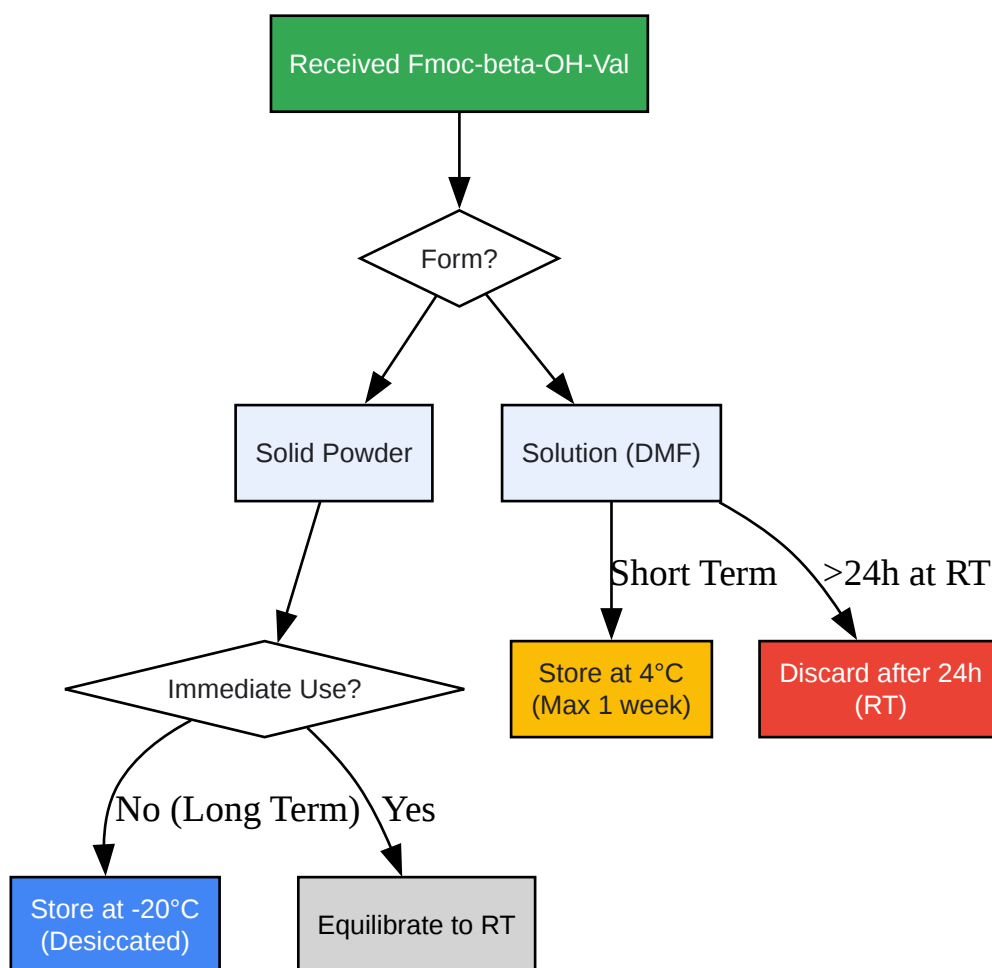 Received Fmoc-beta-OH-Val
Form?
Solid Powder
Solution (DMF)
Short Term
>24h at RT
Immediate Use?
Store at 4°C
(Max 1 week)
Discard after 24h
(RT)
No (Long Term)
Yes
Store at -20°C
(Desiccated)
Equilibrate to RT